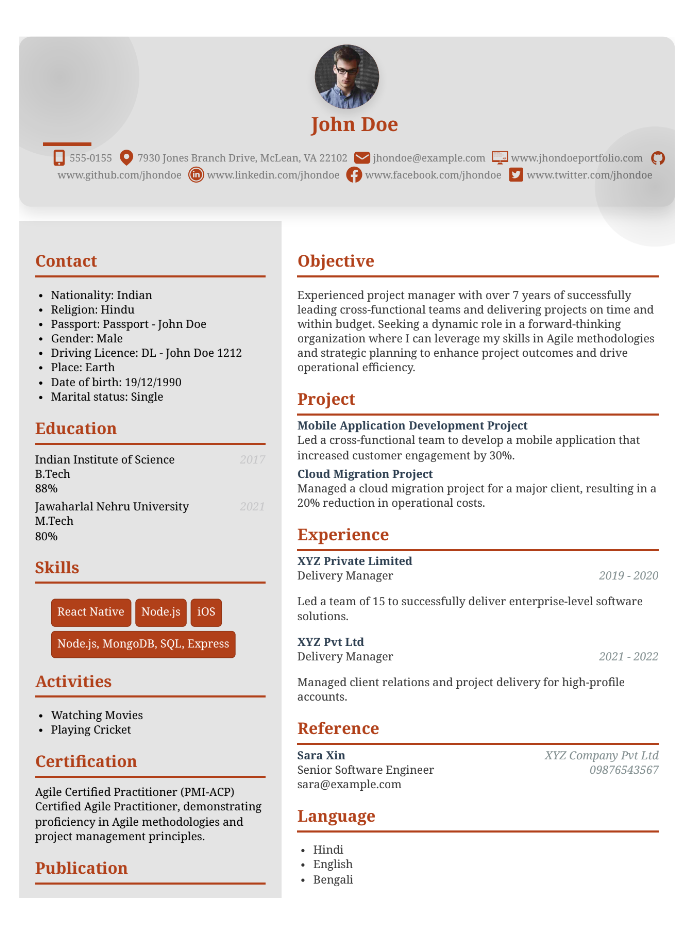 John Doe
555-0155 7930 Jones Branch Drive, McLean, VA 22102 jhondoe@example.com www.jhondoeportfolio.com
www.github.com/jhondoe www.linkedin.com/jhondoe www.facebook.com/jhondoe www.twitter.com/jhondoe
Contact
• Nationality: Indian
• Religion: Hindu
• Passport: Passport - John Doe
• Gender: Male
• Driving Licence: DL - John Doe 1212
• Place: Earth
• Date of birth: 19/12/1990
• Marital status: Single
Education
Indian Institute of Science 2017
B.Tech
88%
Jawaharlal Nehru University 2021
M.Tech
80%
Skills
React Native Node.js iOS
Node.js, MongoDB, SQL, Express
Activities
• Watching Movies
• Playing Cricket
Certification
Agile Certified Practitioner (PMI-ACP)
Certified Agile Practitioner, demonstrating
proficiency in Agile methodologies and
project management principles.
Publication
Objective
Experienced project manager with over 7 years of successfully
leading cross-functional teams and delivering projects on time and
within budget. Seeking a dynamic role in a forward-thinking
organization where I can leverage my skills in Agile methodologies
and strategic planning to enhance project outcomes and drive
operational efficiency.
Project
Mobile Application Development Project
Led a cross-functional team to develop a mobile application that
increased customer engagement by 30%.
Cloud Migration Project
Managed a cloud migration project for a major client, resulting in a
20% reduction in operational costs.
Experience
XYZ Private Limited
Delivery Manager 2019 - 2020
Led a team of 15 to successfully deliver enterprise-level software
solutions.
XYZ Pvt Ltd
Delivery Manager 2021 - 2022
Managed client relations and project delivery for high-profile
accounts.
Reference
Sara Xin XYZ Company Pvt Ltd
Senior Software Engineer 09876543567
sara@example.com
Language
• Hindi
• English
• Bengali